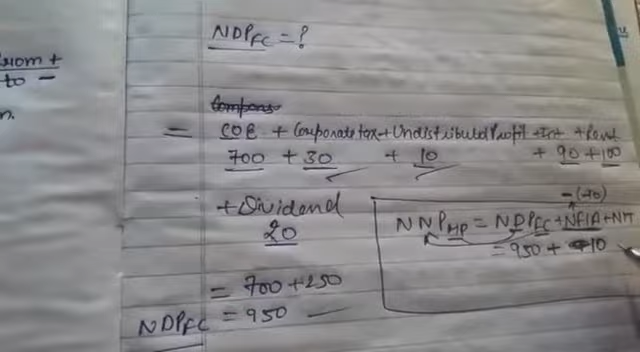 NDPFC = ?
from +
to -
n.
= COE + Corporate tax + Undistributed Profit + Int + Rent
700 + 30 + 10 + 90 + 100
+ Dividend
20
= 700 + 250
NDPFC = 950
- (-10)
NNPMP = NDPFC + NFIA + NIT
= 950 + 10